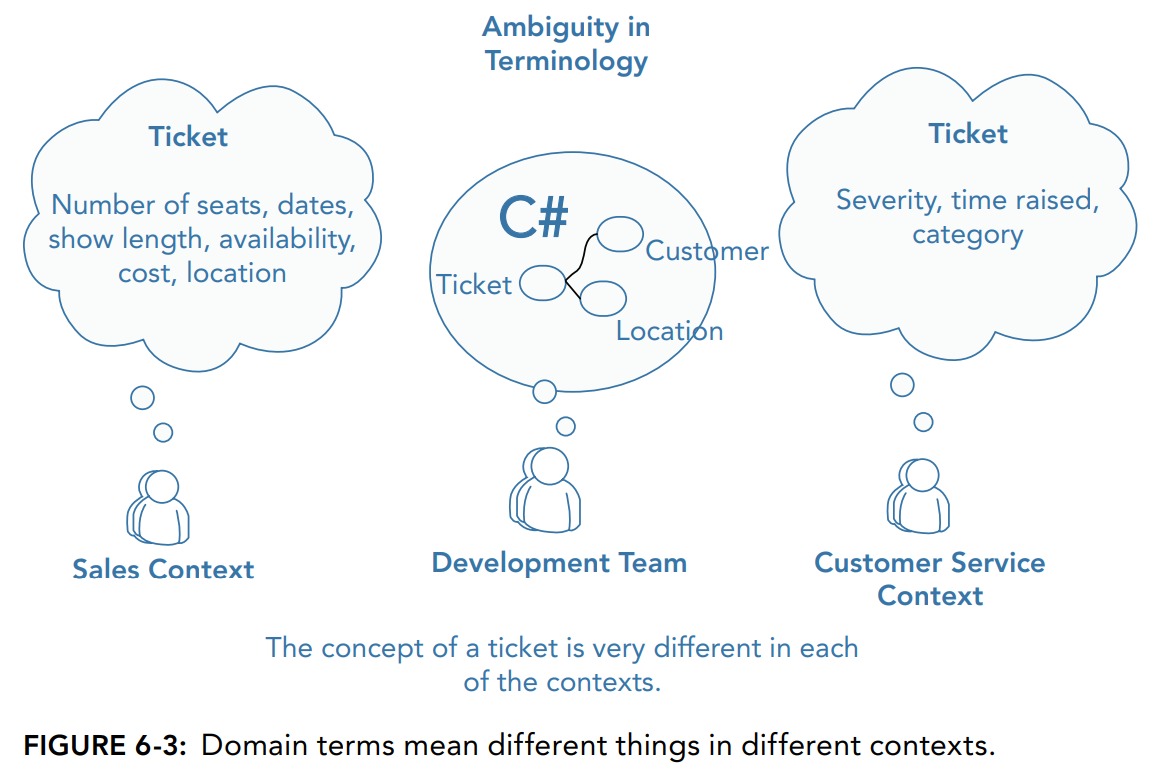 Ambiguity in
Terminology
Ticket
Number of seats, dates,
show length, availability,
cost, location
C#
Customer
Ticket
Location
Ticket
Severity, time raised,
category
Sales Context
Development Team
Customer Service
Context
The concept of a ticket is very different in each
of the contexts.
FIGURE 6-3: Domain terms mean different things in different contexts.